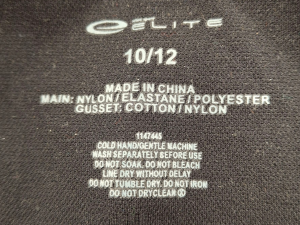 ELITE
10/12
MADE IN CHINA
MAIN: NYLON/ELASTANE/POLYESTER
GUSSET: COTTON/NYLON
1147445
COLD HAND/GENTLE MACHINE
WASH SEPARATELY BEFORE USE
DO NOT SOAK. DO NOT BLEACH
LINE DRY WITHOUT DELAY
DO NOT TUMBLE DRY. DO NOT IRON
DO NOT DRYCLEAN